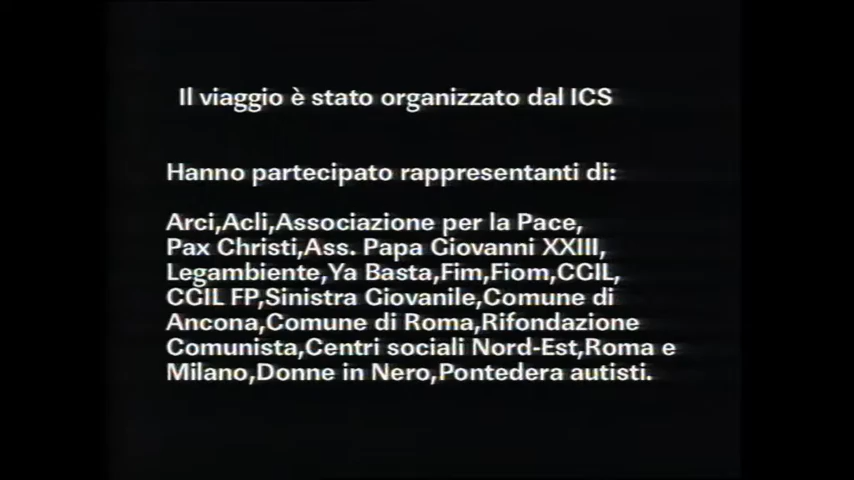 Il viaggio è stato organizzato dal ICS
Hanno partecipato rappresentanti di:
Arci,Acli,Associazione per la Pace,
Pax Christi,Ass. Papa Giovanni XXIII,
Legambiente,Ya Basta,Fim,Fiom,CGIL,
CGIL FP,Sinistra Giovanile,Comune di
Ancona,Comune di Roma,Rifondazione
Comunista,Centri sociali Nord-Est,Roma e
Milano,Donne in Nero,Pontedera autisti.